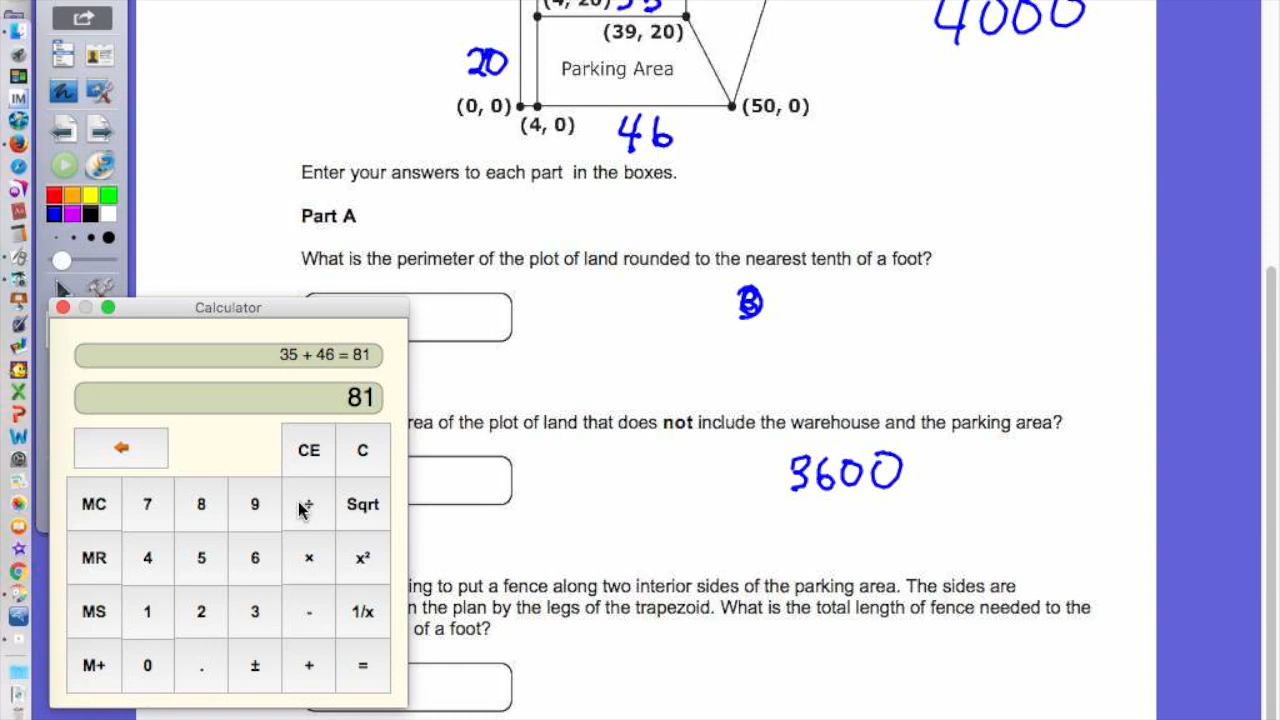 (4, 20) 35
4000
(39, 20)
20
Parking Area
(0, 0)
(50, 0)
(4, 0)
46
Enter your answers to each part in the boxes.
Part A
What is the perimeter of the plot of land rounded to the nearest tenth of a foot?
B
Calculator
35 + 46 = 81
81
rea of the plot of land that does not include the warehouse and the parking area?
3600
CE C
MC 7 8 9 ÷ Sqrt
MR 4 5 6 × x²
MS 1 2 3 - 1/x
M+ 0 . ± + =
ing to put a fence along two interior sides of the parking area. The sides are
n the plan by the legs of the trapezoid. What is the total length of fence needed to the
of a foot?
IM